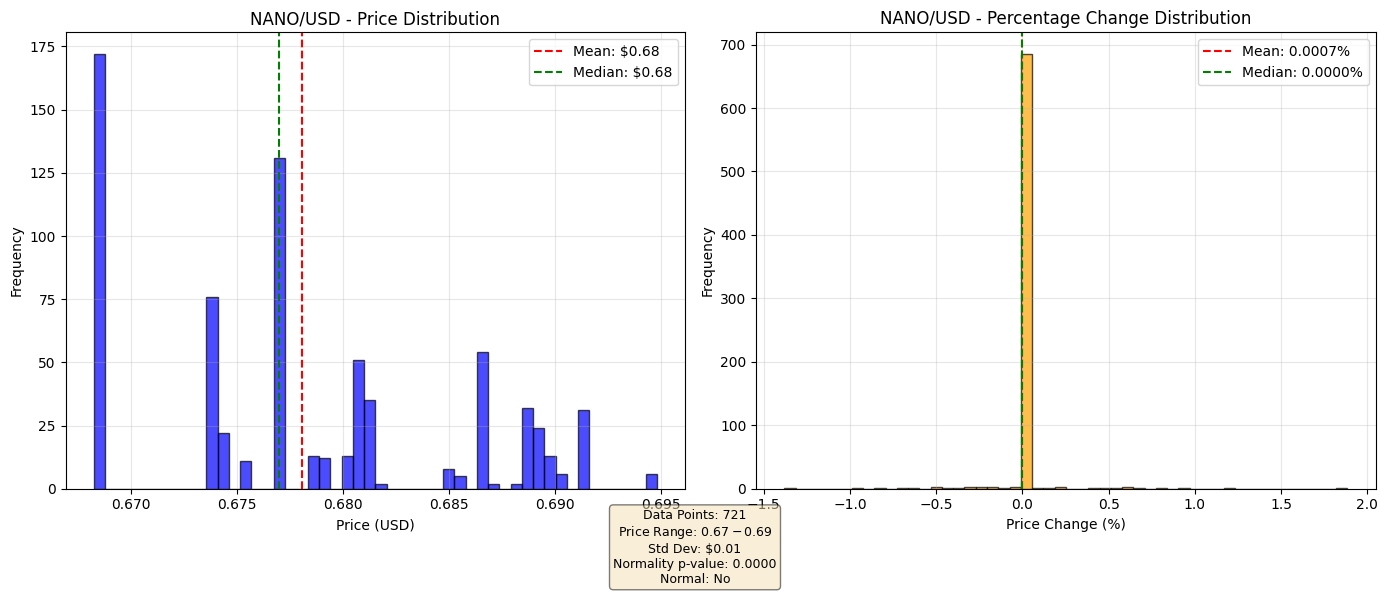 NANO/USD - Price Distribution
175
150
125
100
75
50
25
0
Frequency
0.670
0.675
0.680
0.685
0.690
0.695
Price (USD)
Mean: $0.68
Median: $0.68
NANO/USD - Percentage Change Distribution
700
600
500
400
300
200
100
0
Frequency
−1.5
−1.0
−0.5
0.0
0.5
1.0
1.5
2.0
Price Change (%)
Mean: 0.0007%
Median: 0.0000%
Data Points: 721
Price Range: 0.67 − 0.69
Std Dev: $0.01
Normality p-value: 0.0000
Normal: No